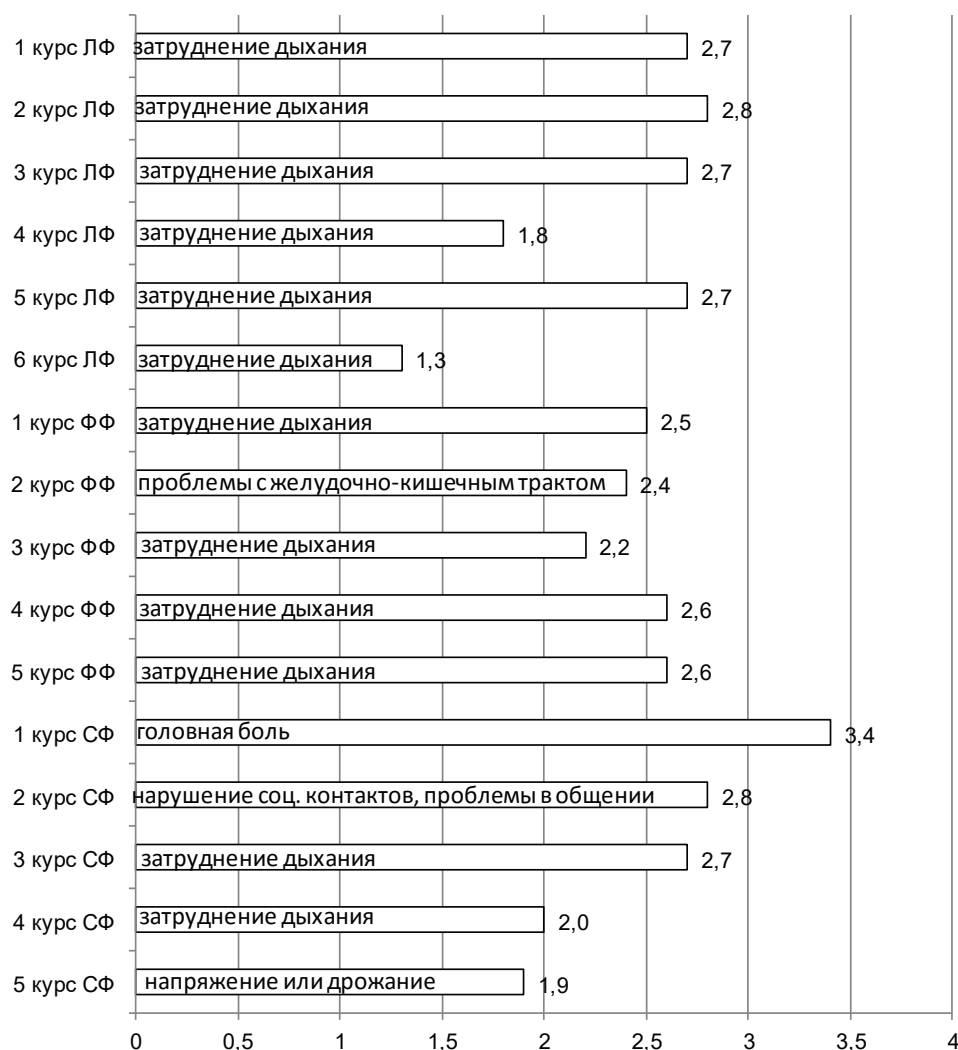 1 курс ЛФ затруднение дыхания 2,7
2 курс ЛФ затруднение дыхания 2,8
3 курс ЛФ затруднение дыхания 2,7
4 курс ЛФ затруднение дыхания 1,8
5 курс ЛФ затруднение дыхания 2,7
6 курс ЛФ затруднение дыхания 1,3
1 курс ФФ затруднение дыхания 2,5
2 курс ФФ проблемы с желудочно-кишечным трактом 2,4
3 курс ФФ затруднение дыхания 2,2
4 курс ФФ затруднение дыхания 2,6
5 курс ФФ затруднение дыхания 2,6
1 курс СФ головная боль 3,4
2 курс СФ нарушение соц. контактов, проблемы в общении 2,8
3 курс СФ затруднение дыхания 2,7
4 курс СФ затруднение дыхания 2,0
5 курс СФ напряжение или дрожание 1,9
0 0,5 1 1,5 2 2,5 3 3,5 4